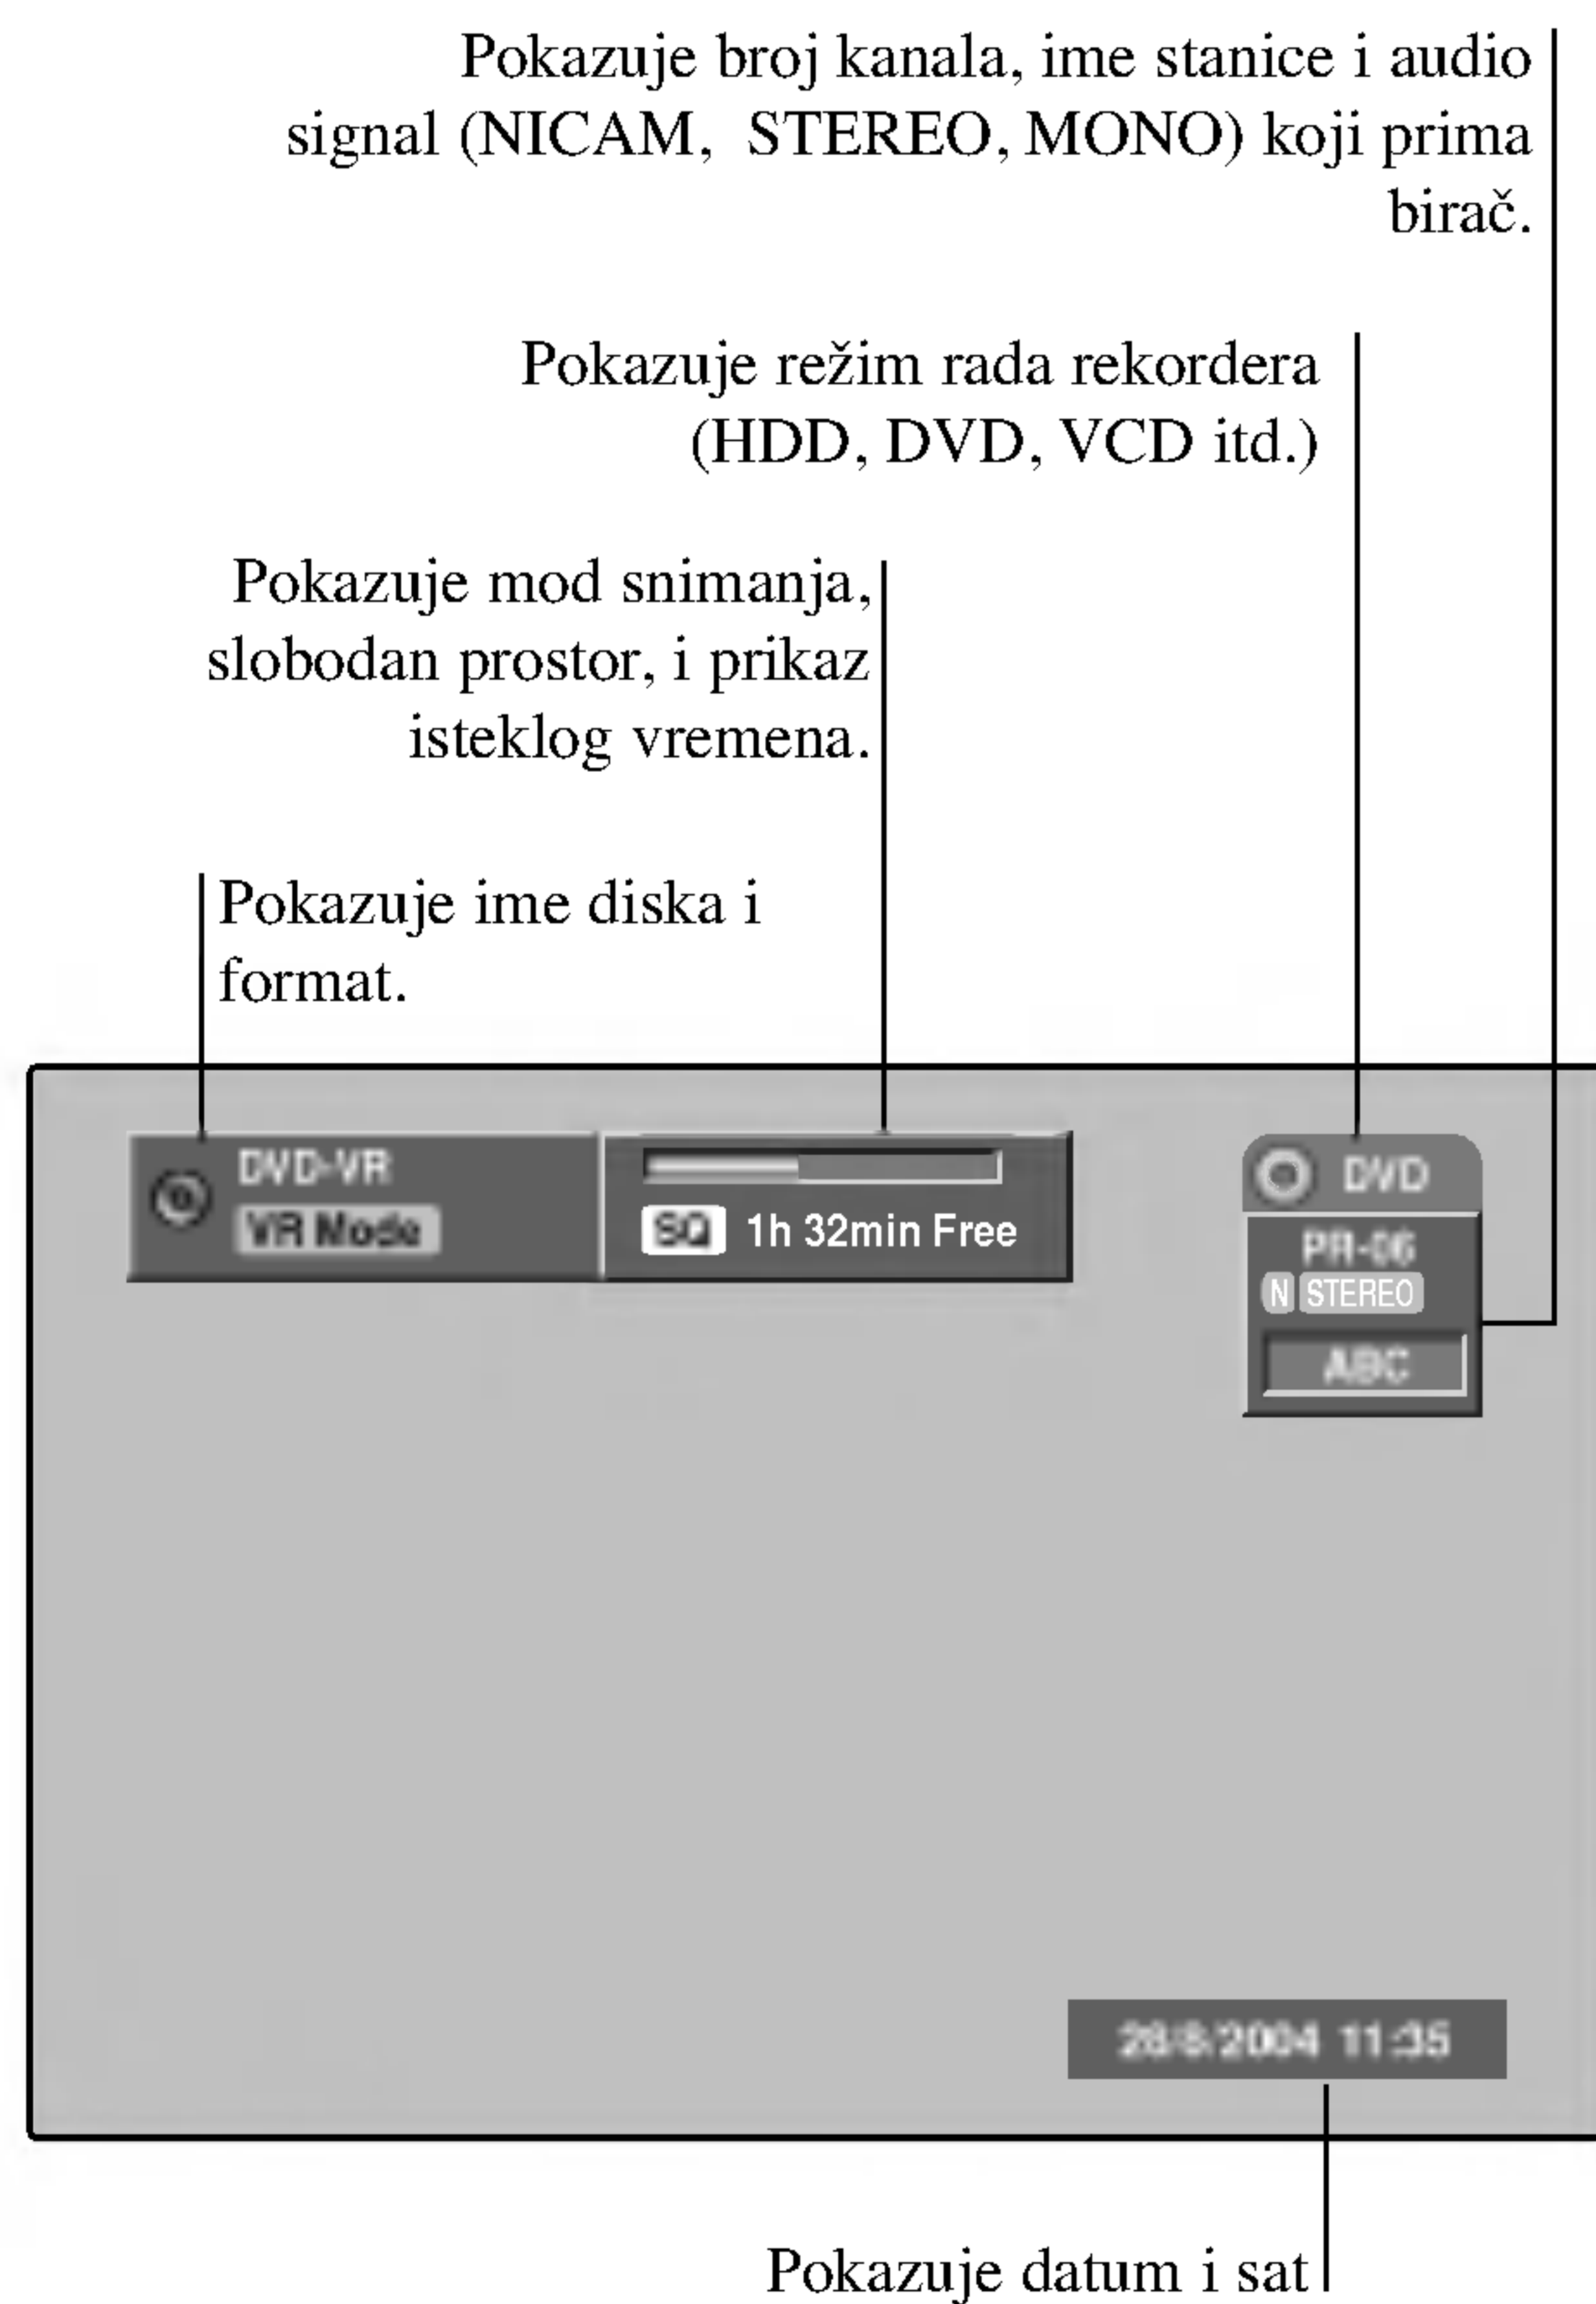 Pokazuje broj kanala, ime stanice i audio
signal (NICAM, STEREO, MONO) koji prima
birač.
Pokazuje režim rada rekordera
(HDD, DVD, VCD itd.)
Pokazuje mod snimanja,
slobodan prostor, i prikaz
isteklog vremena.
Pokazuje ime diska i
format.
DVD-VR
VR Mode
SQ 1h 32min Free
DVD
PR-06
N STEREO
ABC
28/8/2004 11:35
Pokazuje datum i sat